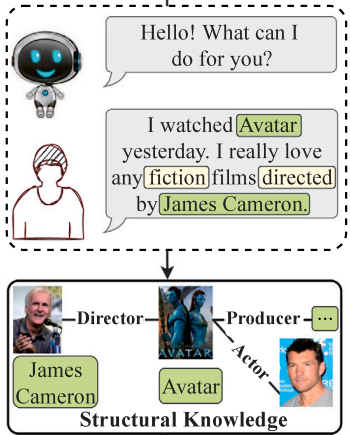 Hello! What can I
do for you?
I watched Avatar
yesterday. I really love
any fiction films directed
by James Cameron.
Director
Producer
...
AVATAR
Actor
James
Cameron
Avatar
Structural Knowledge